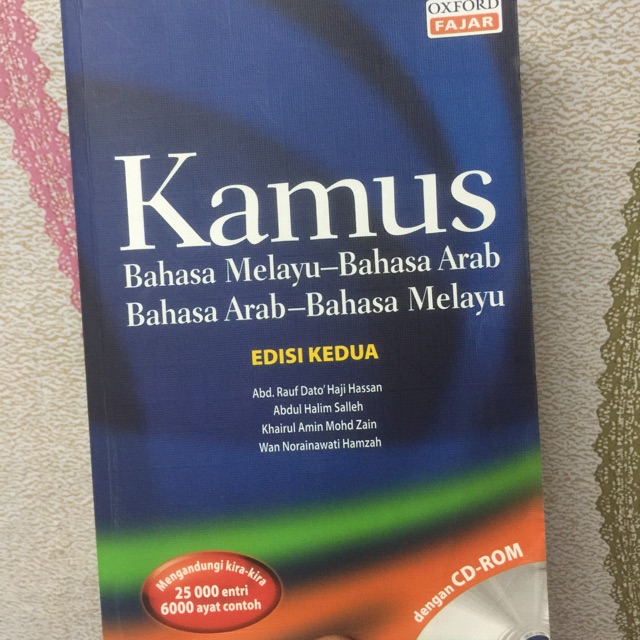 OXFORD
FAJAR
Kamus
Bahasa Melayu–Bahasa Arab
Bahasa Arab–Bahasa Melayu
EDISI KEDUA
Abd. Rauf Dato' Haji Hassan
Abdul Halim Salleh
Khairul Amin Mohd Zain
Wan Norainawati Hamzah
Mengandungi kira-kira
25 000 entri
6000 ayat contoh
dengan CD-ROM